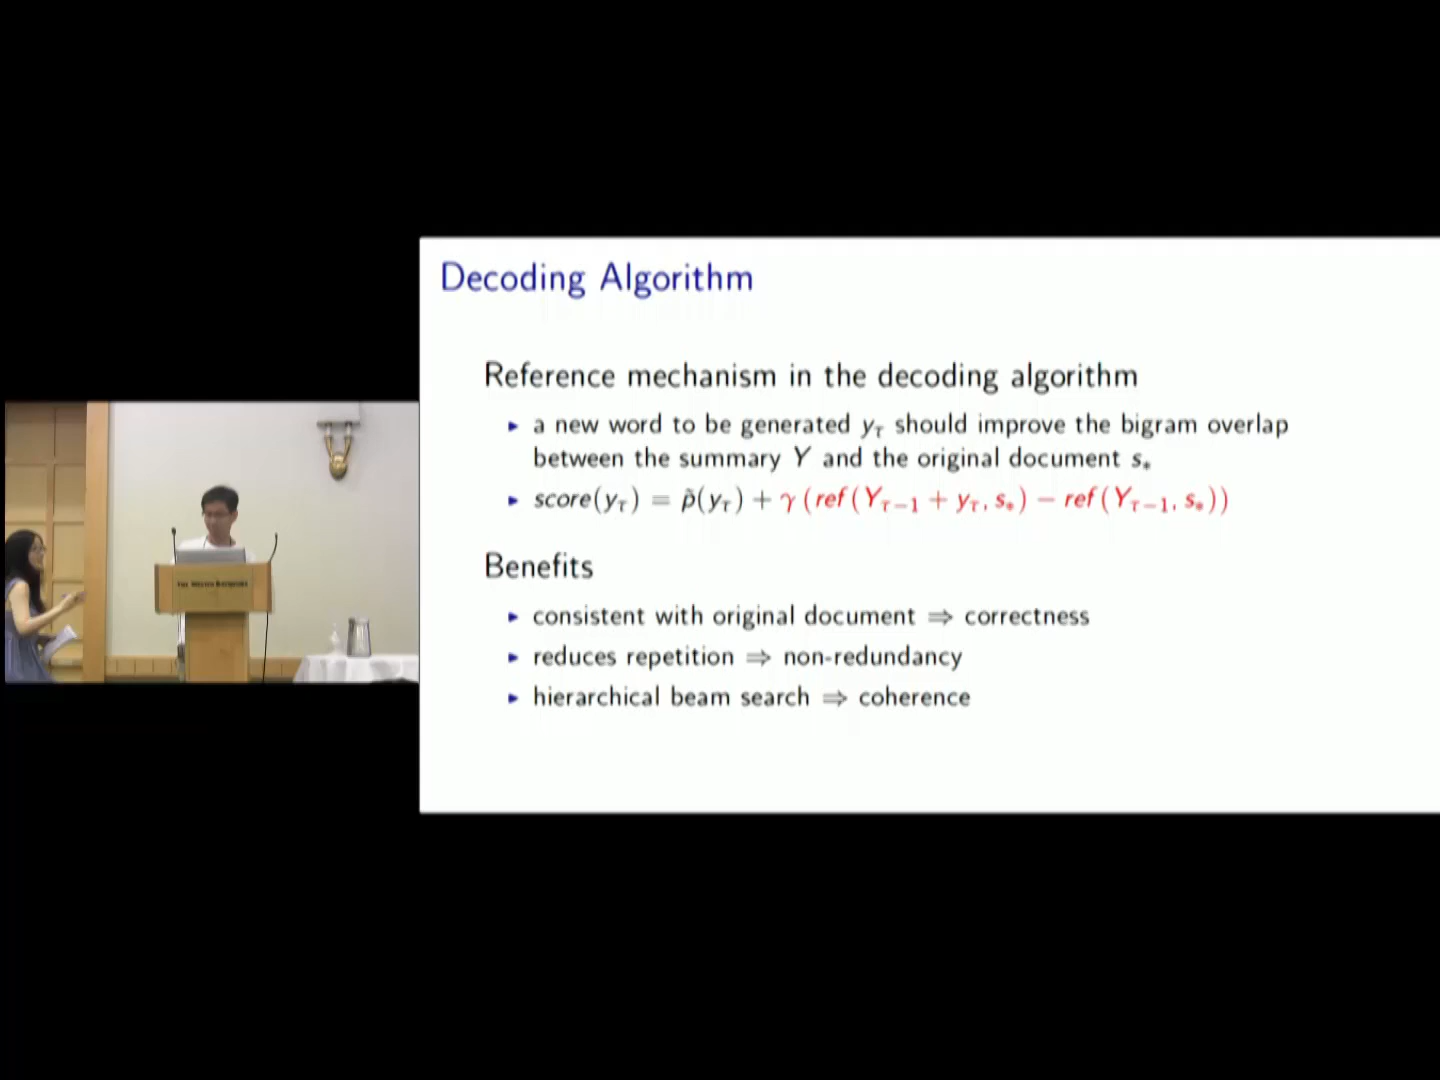 Decoding Algorithm
Reference mechanism in the decoding algorithm
▸ a new word to be generated y_τ should improve the bigram overlap
between the summary Y and the original document s_*
▸ score(y_τ) = p̃(y_τ) + γ (ref(Y_{τ−1} + y_τ, s_*) − ref(Y_{τ−1}, s_*))
Benefits
▸ consistent with original document ⇒ correctness
▸ reduces repetition ⇒ non-redundancy
▸ hierarchical beam search ⇒ coherence